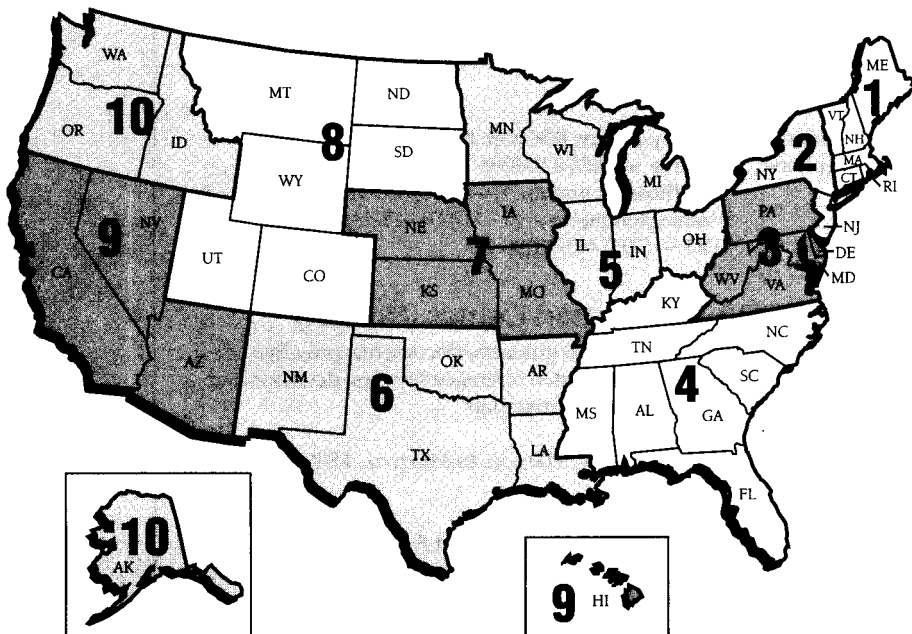 WA
ME
MT
ND
VT
1
OR
10
ID
8
MN
NH
SD
WI
2
MA
NY
CT
WY
MI
RI
PA
NV
NE
IA
NJ
9
UT
7
IL
IN
OH
3
DE
CA
CO
5
WV
MD
KS
MO
VA
KY
NC
TN
AZ
NM
OK
AR
6
4
SC
MS
AL
GA
TX
LA
FL
10
AK
9
HI